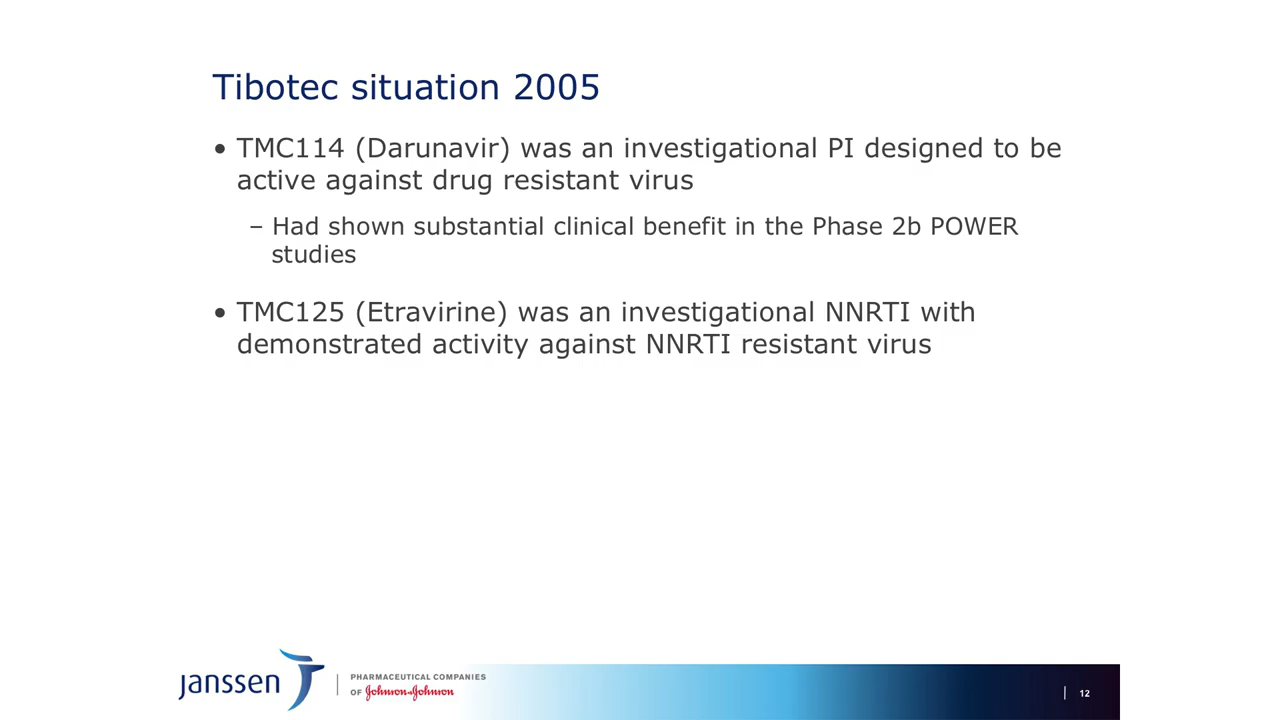 Tibotec situation 2005
• TMC114 (Darunavir) was an investigational PI designed to be
active against drug resistant virus
– Had shown substantial clinical benefit in the Phase 2b POWER
studies
• TMC125 (Etravirine) was an investigational NNRTI with
demonstrated activity against NNRTI resistant virus
janssen
PHARMACEUTICAL COMPANIES
OF Johnson & Johnson
12